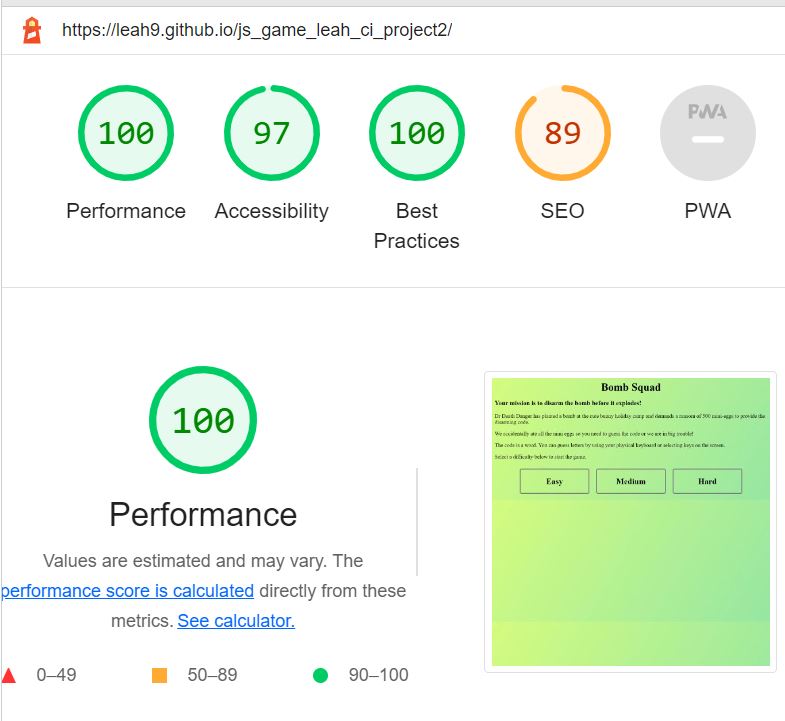 https://leah9.github.io/js_game_leah_ci_project2/
100
97
100
89
PWA
Performance
Accessibility
Best
Practices
SEO
PWA
100
Performance
Values are estimated and may vary. The
performance score is calculated directly from these
metrics. See calculator.
0–49
50–89
90–100
Bomb Squad
Your mission is to disarm the bomb before it explodes!
Dr Death Danger has planted a bomb at the cute bunny holiday camp and demands a ransom of 500 mini-eggs to provide the
disarming code.
We accidentally ate all the mini eggs so you need to guess the code or we are in big trouble!
The code is a word. You can guess letters by using your physical keyboard or selecting keys on the screen.
Select a difficulty below to start the game.
Easy
Medium
Hard